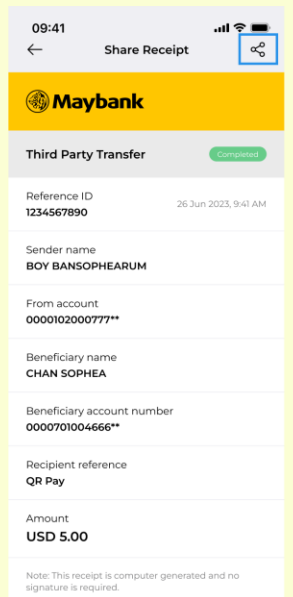 09:41
Share Receipt
Maybank
Third Party Transfer
Completed
Reference ID
1234567890
26 Jun 2023, 9:41 AM
Sender name
BOY BANSOPHEARUM
From account
0000102000777**
Beneficiary name
CHAN SOPHEA
Beneficiary account number
0000701004666**
Recipient reference
QR Pay
Amount
USD 5.00
Note: This receipt is computer generated and no
signature is required.